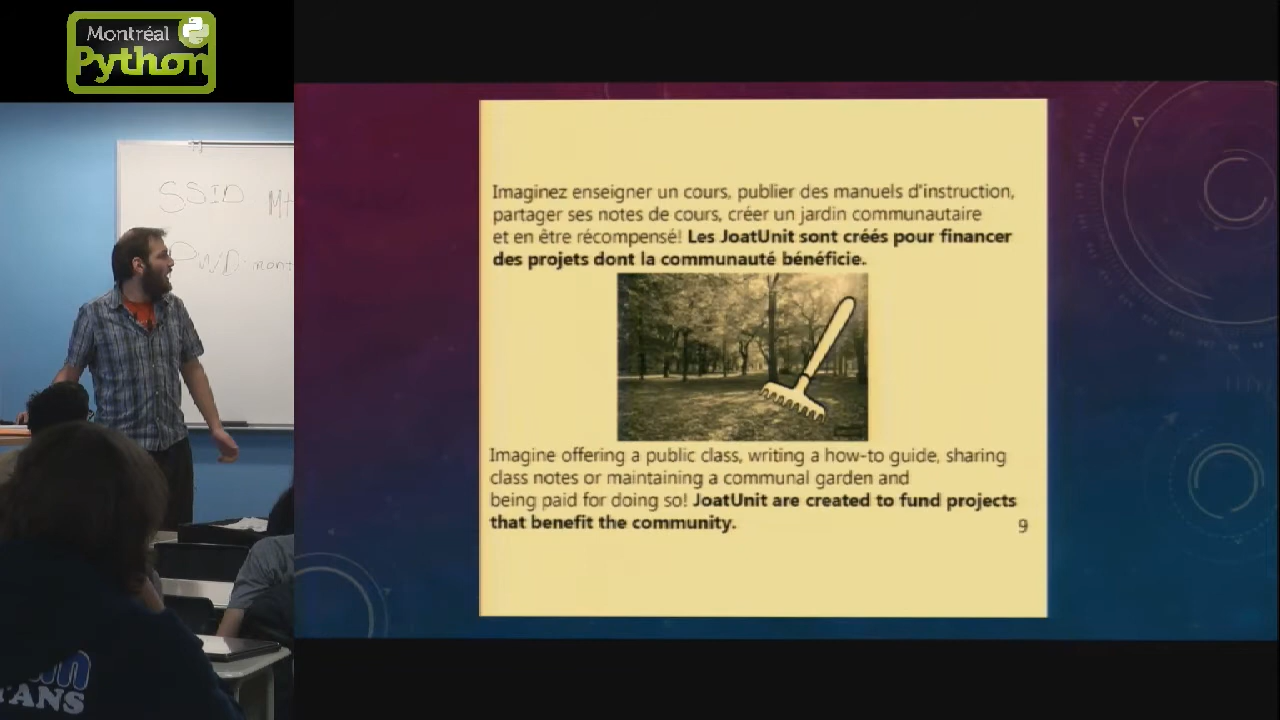 Montréal
Python
SSID
Imaginez enseigner un cours, publier des manuels d'instruction,
partager ses notes de cours, créer un jardin communautaire
et en être récompensé! Les JoatUnit sont créés pour financer
des projets dont la communauté bénéficie.
Imagine offering a public class, writing a how-to guide, sharing
class notes or maintaining a communal garden and
being paid for doing so! JoatUnit are created to fund projects
that benefit the community.
9